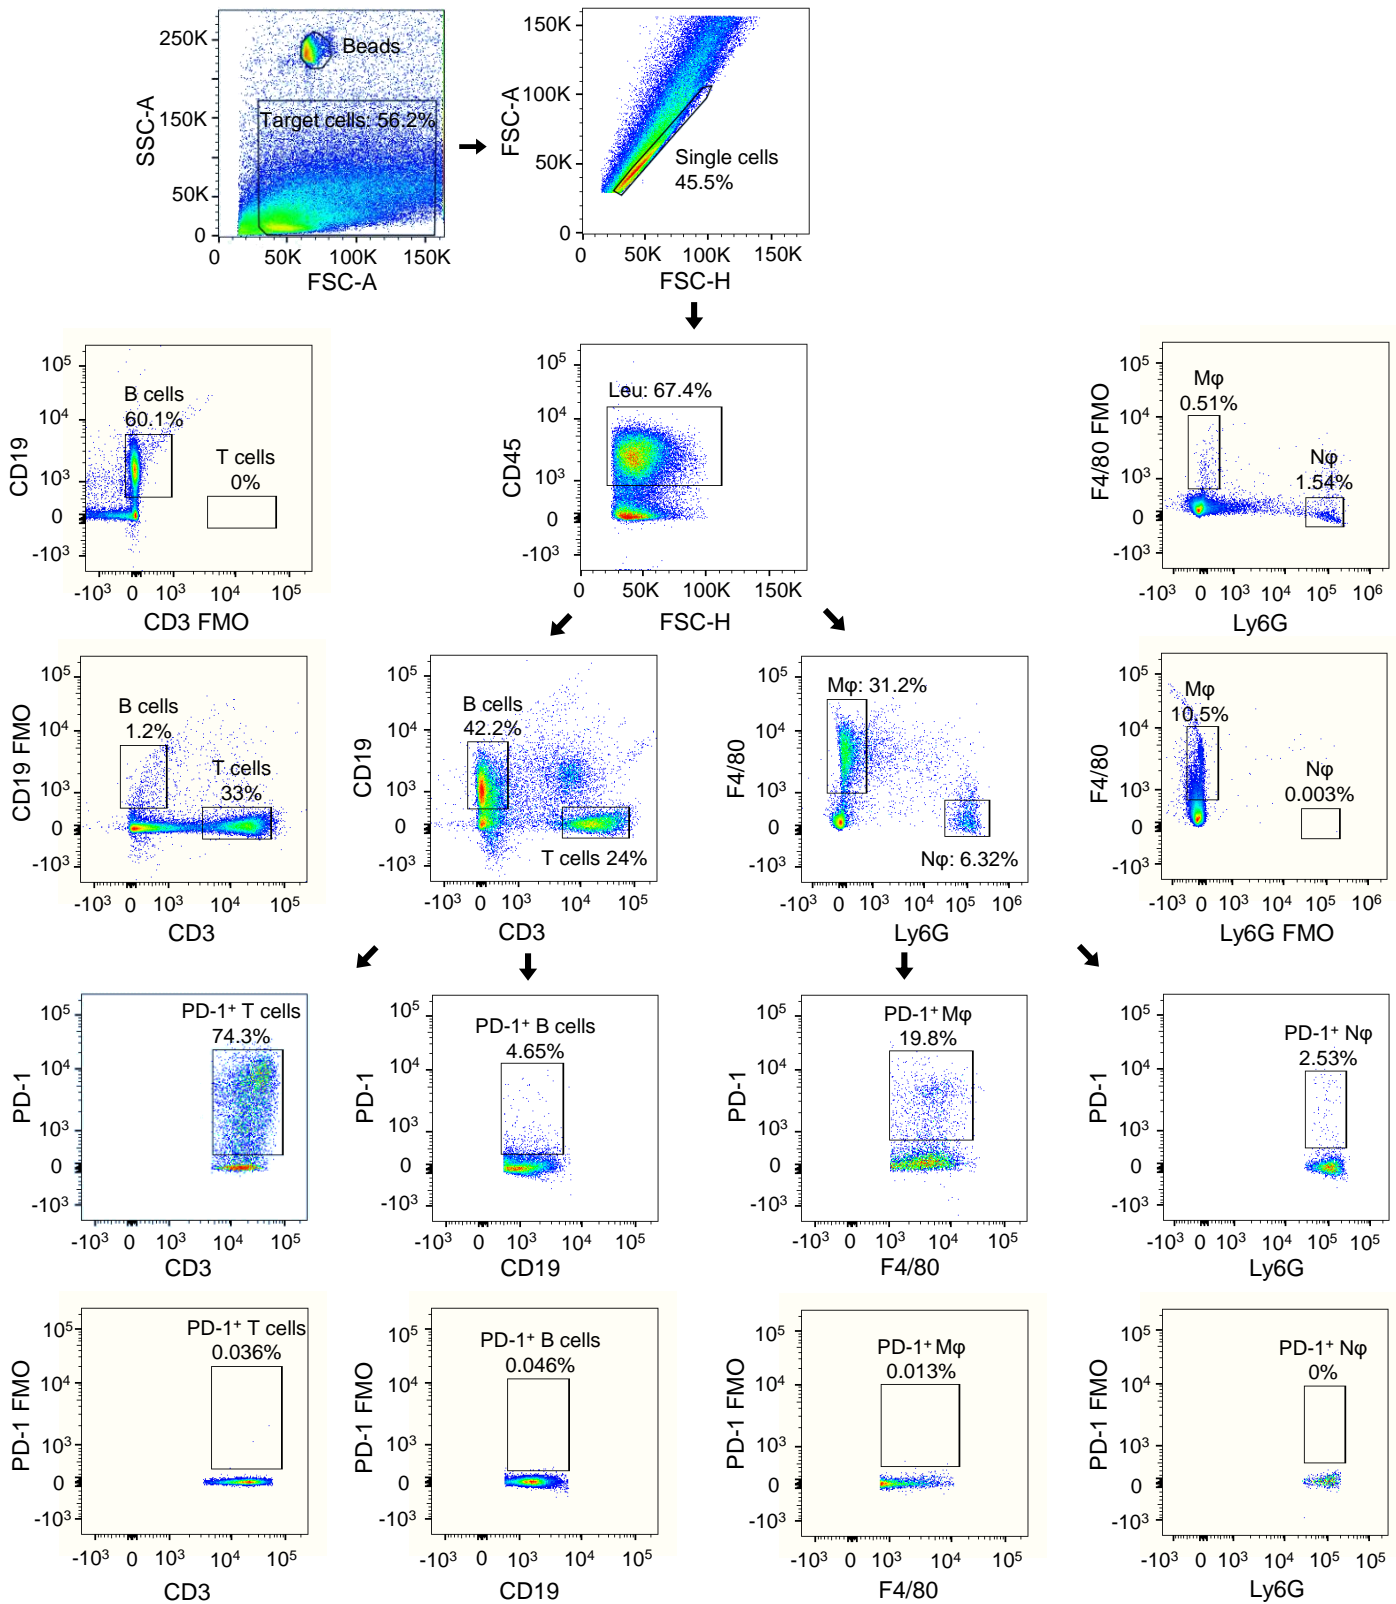 250K
150K
50K
0
SSC-A
Beads
Target cells: 56.2%
0
50K
100K
150K
FSC-A
150K
100K
50K
0
FSC-A
Single cells
45.5%
0
50K
100K
150K
FSC-H
10⁵
10⁴
10³
0
-10³
CD19
B cells
60.1%
T cells
0%
-10³
0
10³
10⁴
10⁵
CD3 FMO
10⁵
10⁴
10³
0
-10³
CD45
Leu: 67.4%
0
50K
100K
150K
FSC-H
10⁵
10⁴
10³
0
-10³
F4/80 FMO
Mφ
0.51%
Nφ
1.54%
-10³
0
10³
10⁴
10⁵
10⁶
Ly6G
10⁵
10⁴
10³
0
-10³
CD19 FMO
B cells
1.2%
T cells
33%
-10³
0
10³
10⁴
10⁵
CD3
10⁵
10⁴
10³
0
-10³
CD19
B cells
42.2%
T cells 24%
-10³
0
10³
10⁴
10⁵
CD3
10⁵
10⁴
10³
0
-10³
F4/80
Mφ: 31.2%
Nφ: 6.32%
-10³
0
10³
10⁴
10⁵
10⁶
Ly6G
10⁵
10⁴
10³
0
-10³
F4/80
Mφ
10.5%
Nφ
0.003%
-10³
0
10³
10⁴
10⁵
10⁶
Ly6G FMO
10⁵
10⁴
10³
0
-10³
PD-1
PD-1⁺ T cells
74.3%
-10³
0
10³
10⁴
10⁵
CD3
10⁵
10⁴
10³
0
-10³
PD-1
PD-1⁺ B cells
4.65%
-10³
0
10³
10⁴
10⁵
CD19
10⁵
10⁴
10³
0
-10³
PD-1
PD-1⁺ Mφ
19.8%
-10³
0
10³
10⁴
10⁵
F4/80
10⁵
10⁴
10³
0
-10³
PD-1
PD-1⁺ Nφ
2.53%
-10³
0
10³
10⁴
10⁵
10⁵
Ly6G
10⁵
10⁴
10³
0
-10³
PD-1 FMO
PD-1⁺ T cells
0.036%
-10³
0
10³
10⁴
10⁵
CD3
10⁵
10⁴
10³
0
-10³
PD-1 FMO
PD-1⁺ B cells
0.046%
-10³
0
10³
10⁴
10⁵
CD19
10⁵
10⁴
10³
0
-10³
PD-1 FMO
PD-1⁺ Mφ
0.013%
-10³
0
10³
10⁴
10⁵
F4/80
10⁵
10⁴
10³
0
-10³
PD-1 FMO
PD-1⁺ Nφ
0%
-10³
0
10³
10⁴
10⁵
10⁶
Ly6G